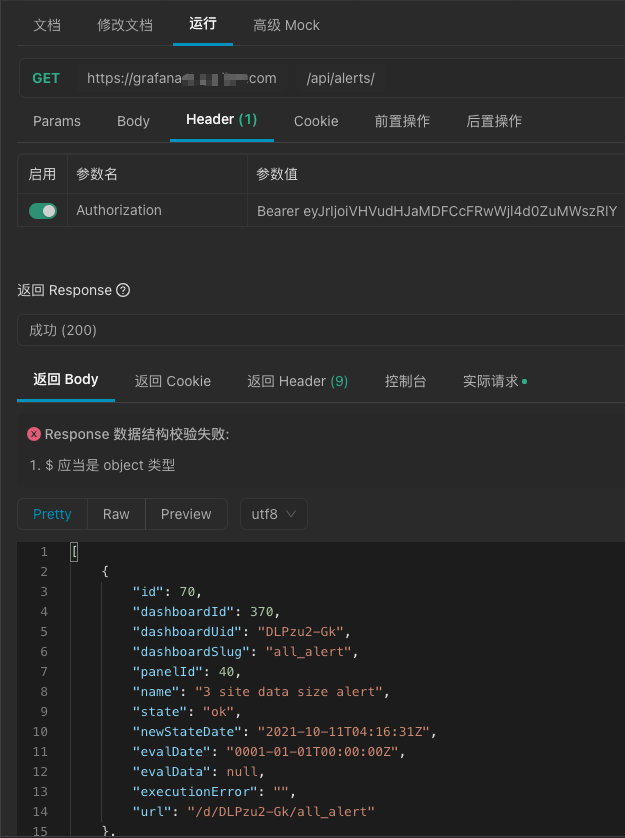 文档 修改文档 运行 高级 Mock
GET https://grafana .com /api/alerts/
Params Body Header (1) Cookie 前置操作 后置操作
启用 参数名 参数值
Authorization Bearer eyJrIjoiVHVudHJaMDFCcFRwWjl4d0ZuMWszRlY
返回 Response
成功 (200)
返回 Body 返回 Cookie 返回 Header (9) 控制台 实际请求
Response 数据结构校验失败:
1. $ 应当是 object 类型
Pretty Raw Preview utf8
1 [
2 {
3 "id": 70,
4 "dashboardId": 370,
5 "dashboardUid": "DLPzu2-Gk",
6 "dashboardSlug": "all_alert",
7 "panelId": 40,
8 "name": "3 site data size alert",
9 "state": "ok",
10 "newStateDate": "2021-10-11T04:16:31Z",
11 "evalDate": "0001-01-01T00:00:00Z",
12 "evalData": null,
13 "executionError": "",
14 "url": "/d/DLPzu2-Gk/all_alert"
15 },